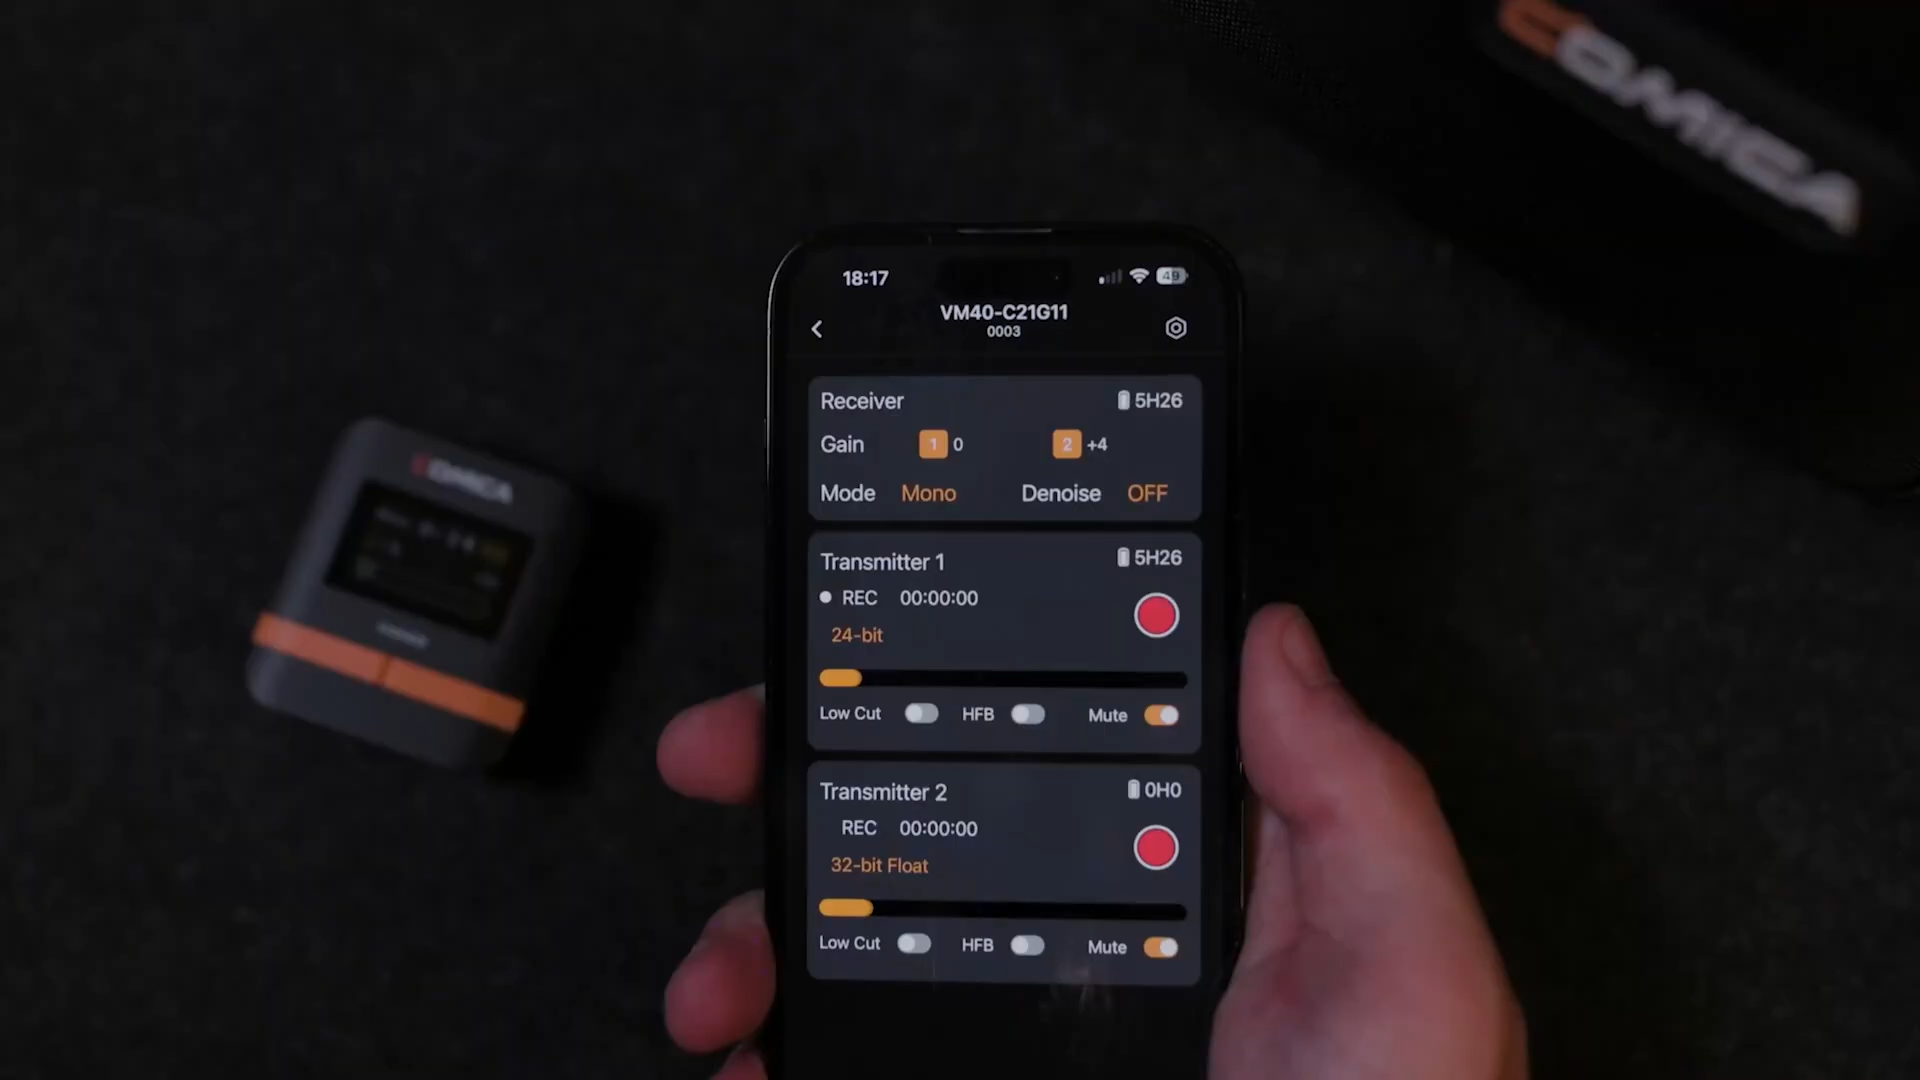 COMICA
18:17
49
VM40-C21G11
0003
Receiver 5H26
Gain 1 0 2 +4
Mode Mono Denoise OFF
Transmitter 1 5H26
REC 00:00:00
24-bit
Low Cut HFB Mute
Transmitter 2 0H0
REC 00:00:00
32-bit Float
Low Cut HFB Mute
COMICA